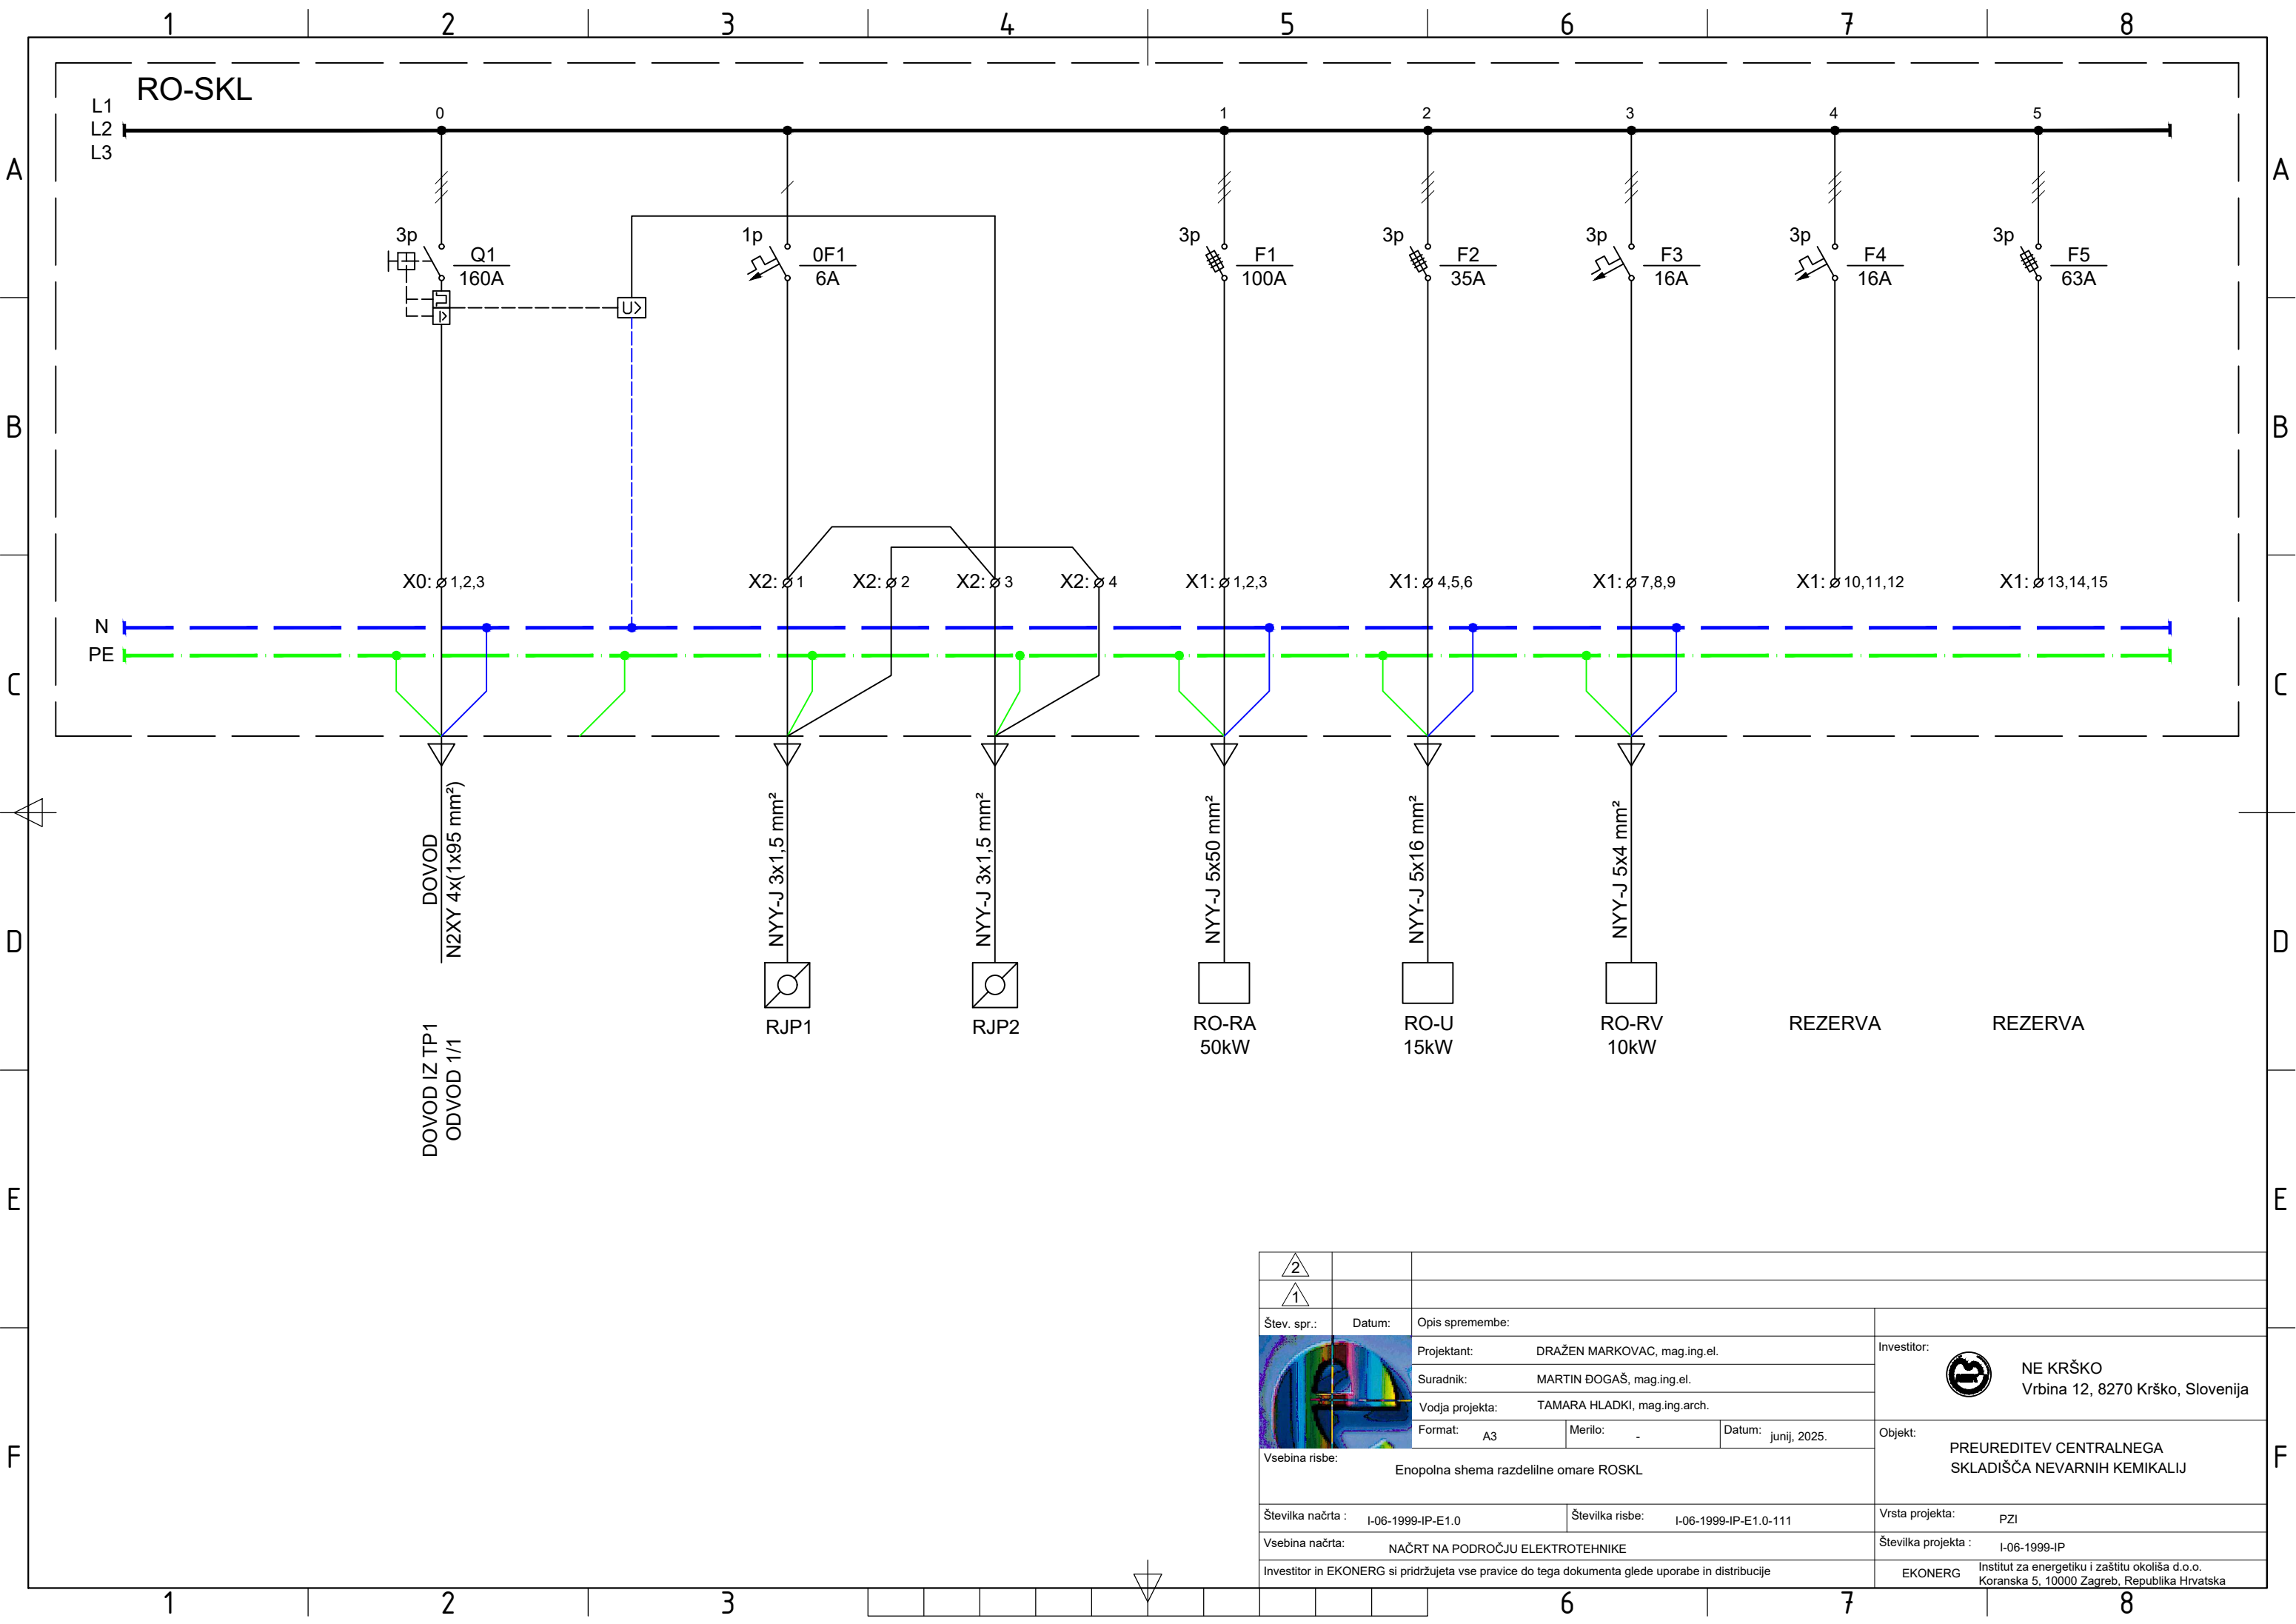 1 2 3 4 5 6 7 8
RO-SKL
L1
L2
L3
0 1 2 3 4 5
A A
3p Q1 160A
1p 0F1 6A
3p F1 100A
3p F2 35A
3p F3 16A
3p F4 16A
3p F5 63A
U>
I>
B B
X0: 1,2,3
X2: 1
X2: 2
X2: 3
X2: 4
X1: 1,2,3
X1: 4,5,6
X1: 7,8,9
X1: 10,11,12
X1: 13,14,15
N
PE
C C
DOVOD
N2XY 4x(1x95 mm²)
NYY-J 3x1,5 mm²
NYY-J 3x1,5 mm²
NYY-J 5x50 mm²
NYY-J 5x16 mm²
NYY-J 5x4 mm²
D D
DOVOD IZ TP1
ODVOD 1/1
RJP1
RJP2
RO-RA
50kW
RO-U
15kW
RO-RV
10kW
REZERVA
REZERVA
E E
2
1
Štev. spr.: Datum: Opis spremembe:
Projektant: DRAŽEN MARKOVAC, mag.ing.el.
Suradnik: MARTIN ĐOGAŠ, mag.ing.el.
Vodja projekta: TAMARA HLADKI, mag.ing.arch.
Format: A3 Merilo: - Datum: junij, 2025.
Investitor:
NE KRŠKO
Vrbina 12, 8270 Krško, Slovenija
Objekt:
PREUREDITEV CENTRALNEGA
SKLADIŠČA NEVARNIH KEMIKALIJ
Vsebina risbe:
Enopolna shema razdelilne omare ROSKL
Številka načrta : I-06-1999-IP-E1.0 Številka risbe: I-06-1999-IP-E1.0-111
Vrsta projekta: PZI
Vsebina načrta: NAČRT NA PODROČJU ELEKTROTEHNIKE
Številka projekta : I-06-1999-IP
Investitor in EKONERG si pridržujeta vse pravice do tega dokumenta glede uporabe in distribucije
EKONERG Institut za energetiku i zaštitu okoliša d.o.o.
Koranska 5, 10000 Zagreb, Republika Hrvatska
F F
1 2 3 6 7 8